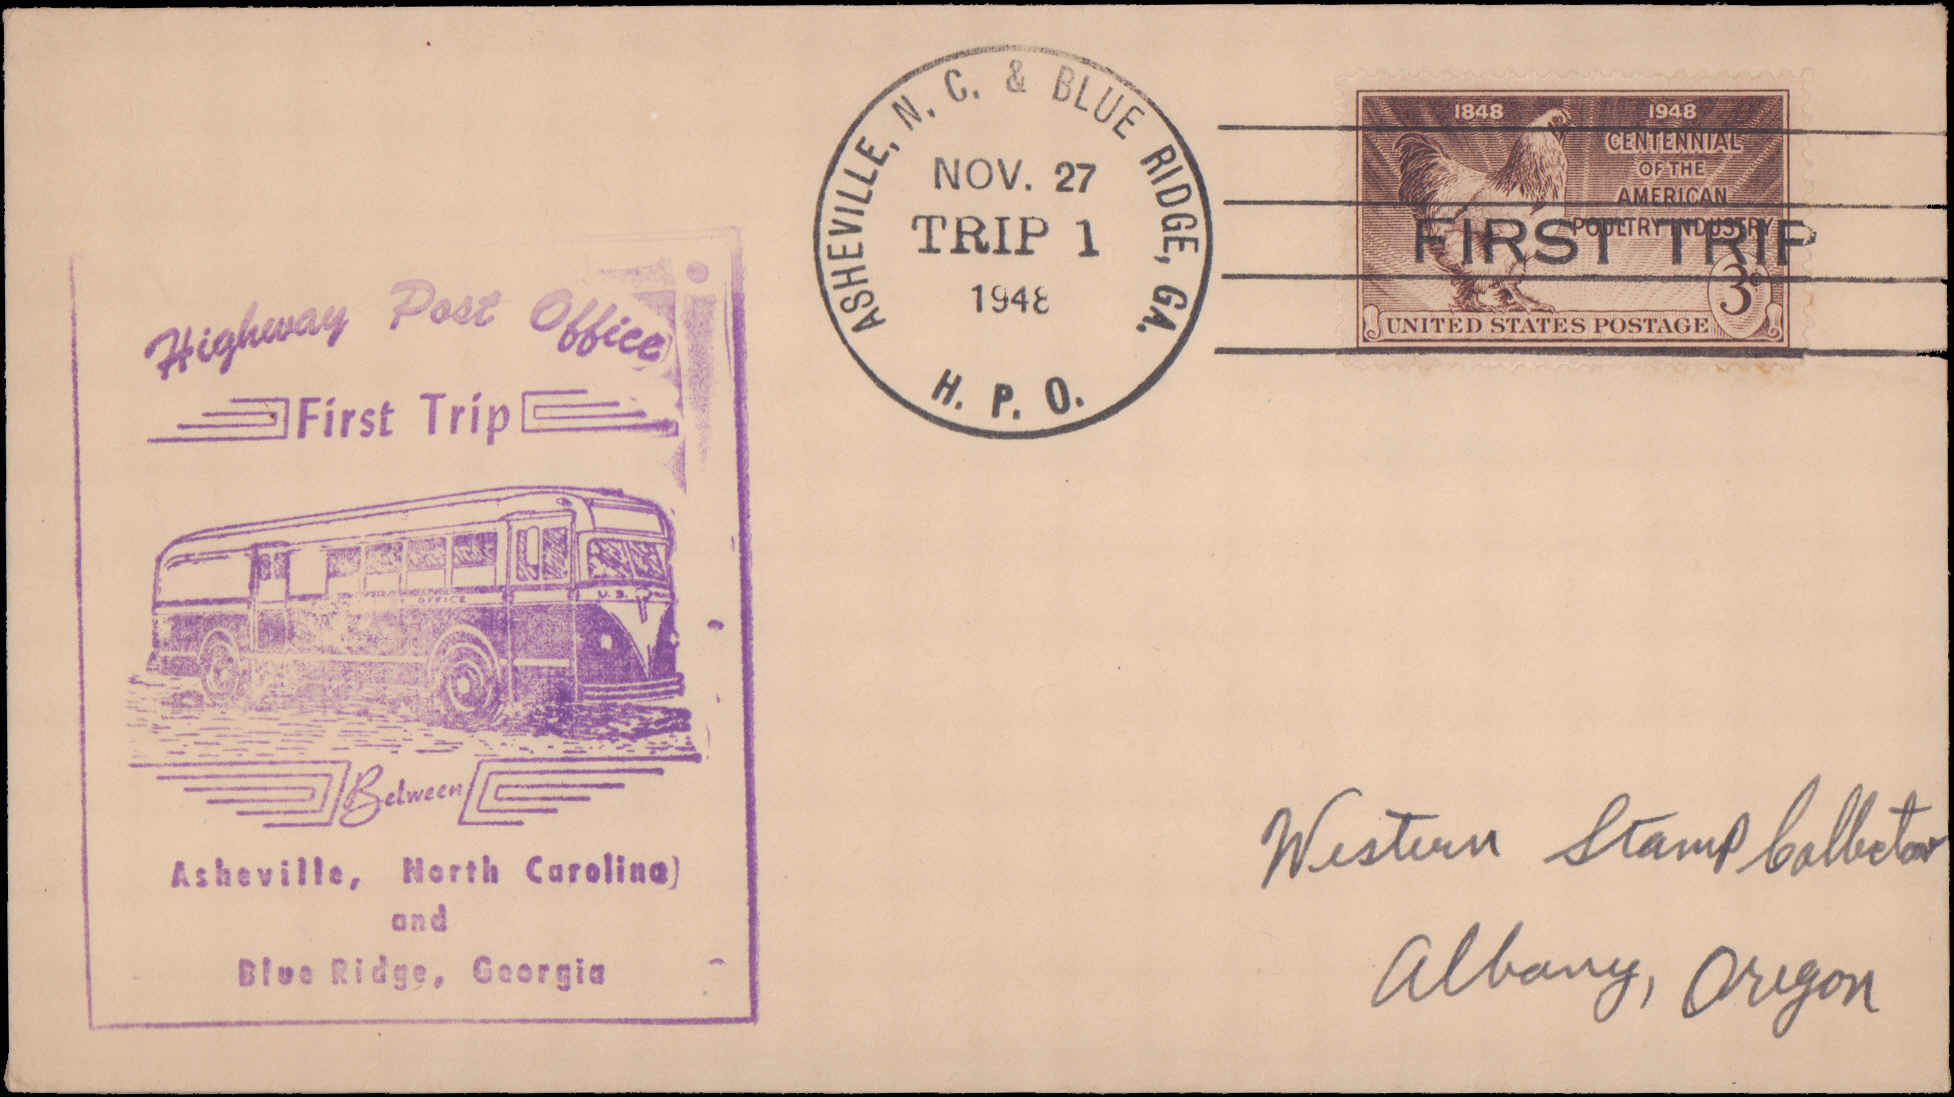 Highway Post Office
First Trip
OFFICE
U. S.
Between
Asheville, North Carolina
and
Blue Ridge, Georgia
ASHEVILLE, N. C. & BLUE RIDGE, GA.
NOV. 27
TRIP 1
1948
H. P. O.
1848 1948
CENTENNIAL
OF THE
AMERICAN
POULTRY INDUSTRY
FIRST TRIP
3¢
UNITED STATES POSTAGE
Western Stamp Collector
Albany, Oregon